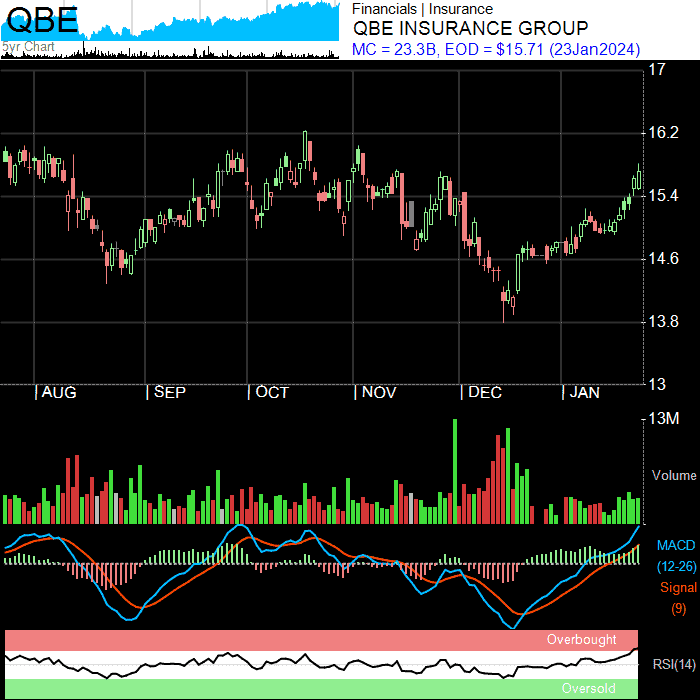 QBE
5yr Chart
Financials | Insurance
QBE INSURANCE GROUP
MC = 23.3B, EOD = $15.71 (23Jan2024)
17
16.2
15.4
14.6
13.8
13
| AUG | SEP | OCT | NOV | DEC | JAN
13M
Volume
MACD
(12-26)
Signal
(9)
Overbought
RSI(14)
Oversold